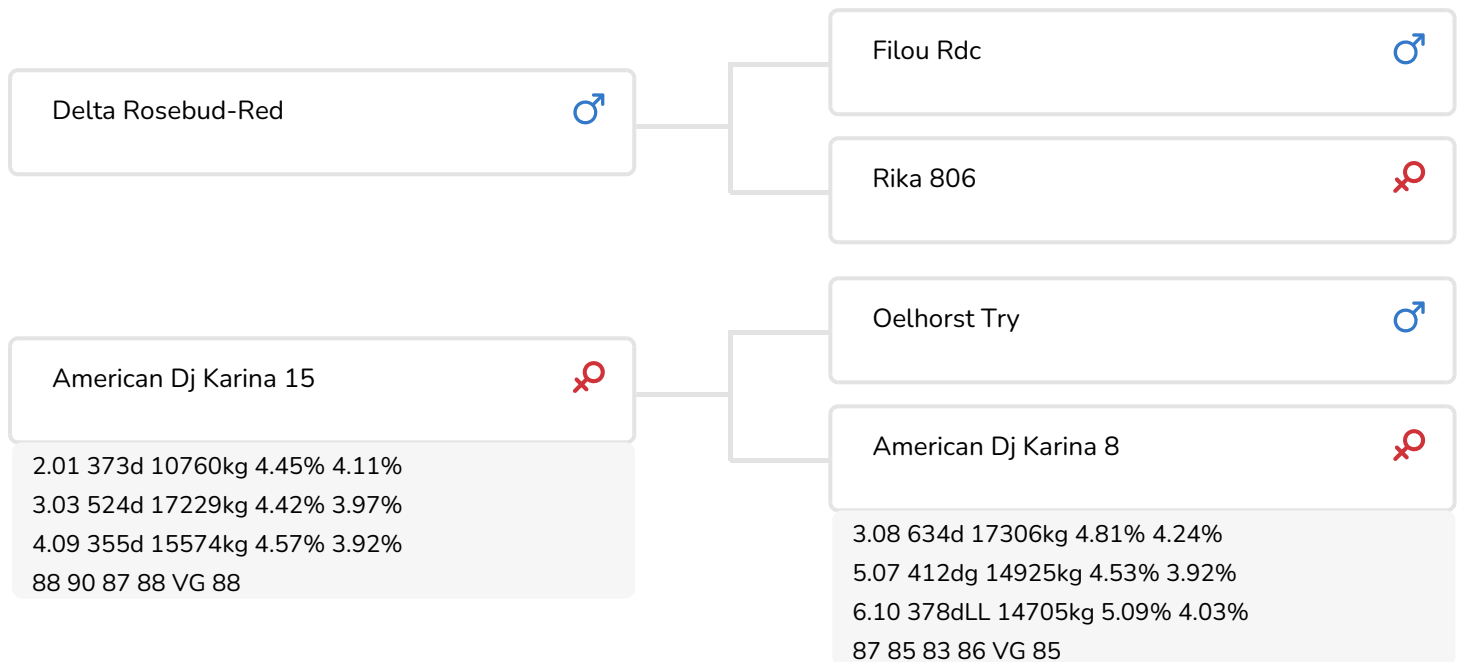 Delta Rosebud-Red
Filou Rdc
Rika 806
American Dj Karina 15
2.01 373d 10760kg 4.45% 4.11%
3.03 524d 17229kg 4.42% 3.97%
4.09 355d 15574kg 4.57% 3.92%
88 90 87 88 VG 88
Oelhorst Try
American Dj Karina 8
3.08 634d 17306kg 4.81% 4.24%
5.07 412dg 14925kg 4.53% 3.92%
6.10 378dLL 14705kg 5.09% 4.03%
87 85 83 86 VG 85